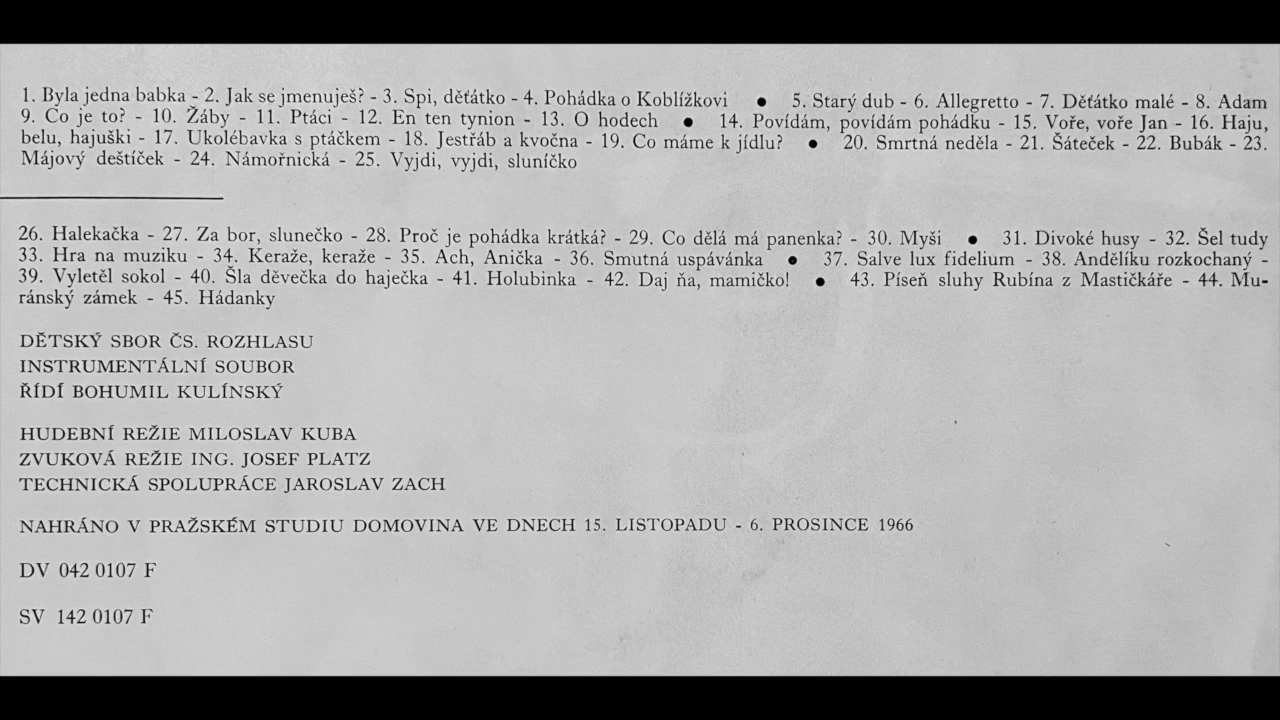 1. Byla jedna babka - 2. Jak se jmenuješ? - 3. Spi, děťátko - 4. Pohádka o Koblížkovi ● 5. Starý dub - 6. Allegretto - 7. Děťátko malé - 8. Adam
9. Co je to? - 10. Žáby - 11. Ptáci - 12. En ten tynion - 13. O hodech ● 14. Povídám, povídám pohádku - 15. Voře, voře Jan - 16. Haju,
belu, hajuški - 17. Ukolébavka s ptáčkem - 18. Jestřáb a kvočna - 19. Co máme k jídlu? ● 20. Smrtná neděla - 21. Šáteček - 22. Bubák - 23.
Májový deštíček - 24. Námořnická - 25. Vyjdi, vyjdi, sluníčko
26. Halekačka - 27. Za bor, slunečko - 28. Proč je pohádka krátká? - 29. Co dělá má panenka? - 30. Myši ● 31. Divoké husy - 32. Šel tudy
33. Hra na muziku - 34. Keraže, keraže - 35. Ach, Anička - 36. Smutná uspávánka ● 37. Salve lux fidelium - 38. Andělíku rozkochaný -
39. Vyletěl sokol - 40. Šla děvečka do haječka - 41. Holubinka - 42. Daj ňa, mamičko! ● 43. Píseň sluhy Rubína z Mastičkáře - 44. Mu-
ránský zámek - 45. Hádanky
DĚTSKÝ SBOR ČS. ROZHLASU
INSTRUMENTÁLNÍ SOUBOR
ŘÍDÍ BOHUMIL KULÍNSKÝ
HUDEBNÍ REŽIE MILOSLAV KUBA
ZVUKOVÁ REŽIE ING. JOSEF PLATZ
TECHNICKÁ SPOLUPRÁCE JAROSLAV ZACH
NAHRÁNO V PRAŽSKÉM STUDIU DOMOVINA VE DNECH 15. LISTOPADU - 6. PROSINCE 1966
DV 042 0107 F
SV 142 0107 F